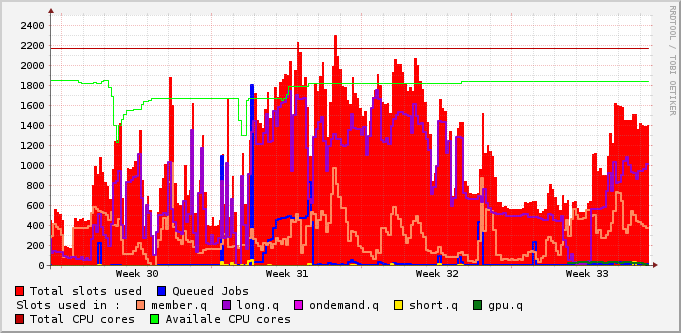 2400
2200
2000
1800
1600
1400
1200
1000
800
600
400
200
0
Week 30 Week 31 Week 32 Week 33
RRDTOOL / TOBI OETIKER
Total slots used Queued Jobs
Slots used in : member.q long.q ondemand.q short.q gpu.q
Total CPU cores Availale CPU cores